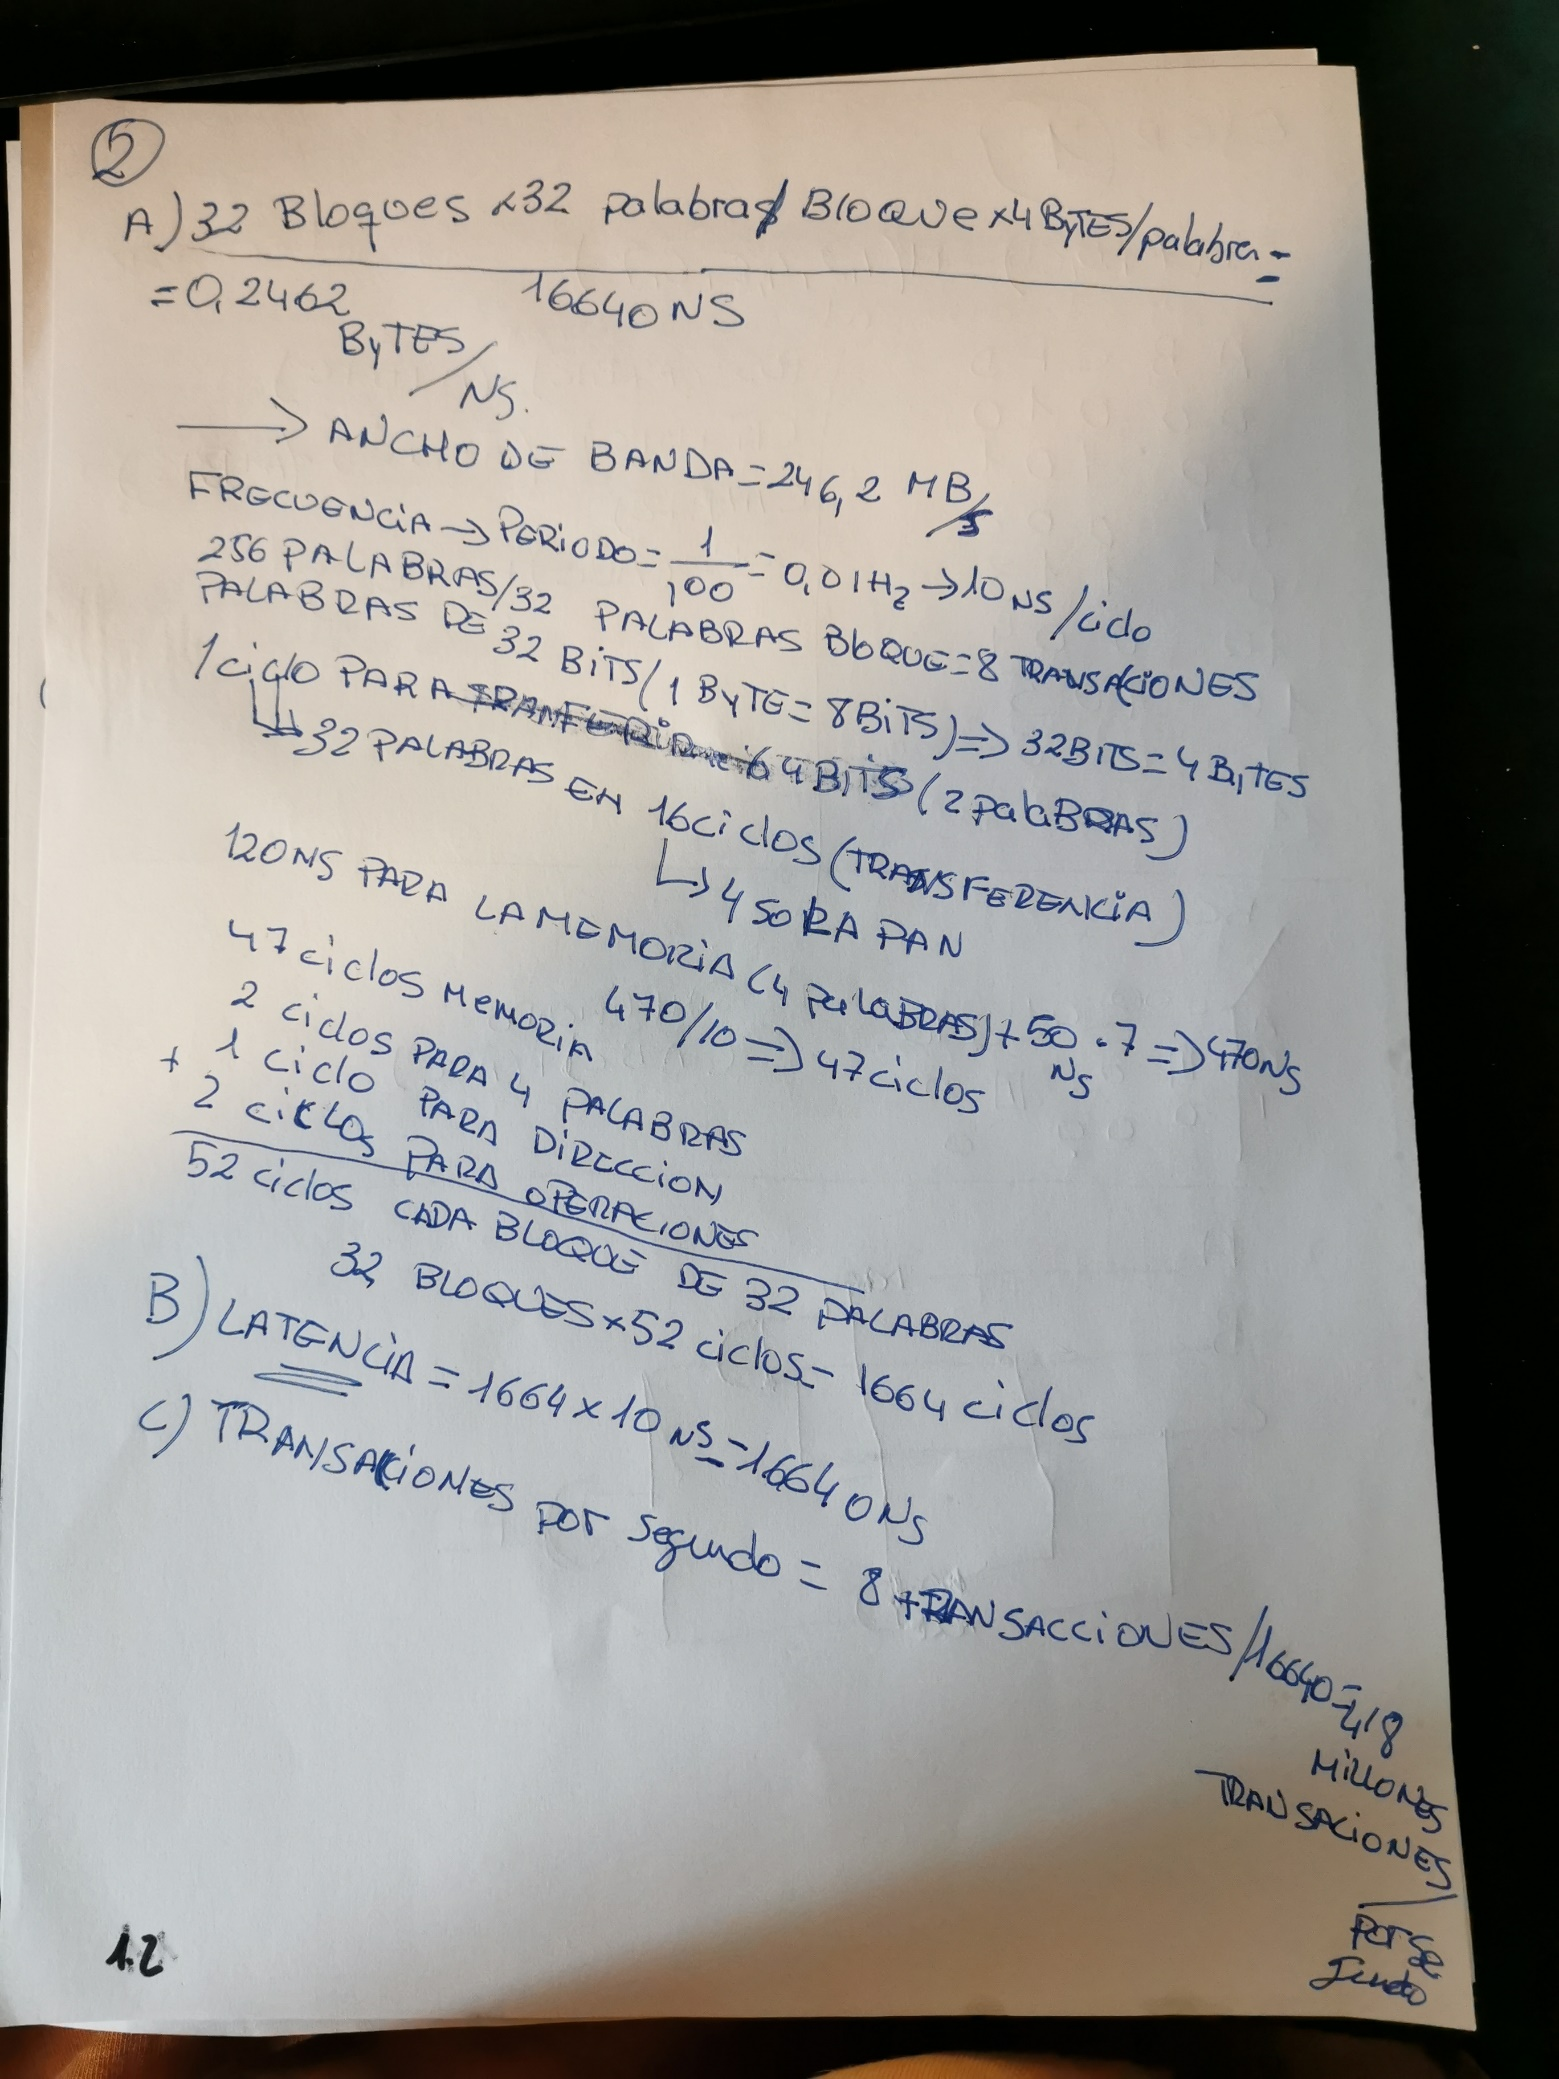 2
A) 32 Bloques x32 palabras/Bloque x4 BYTES/palabra =
16640 NS
= 0,2462 BYTES/NS.
→ ANCHO DE BANDA = 246,2 MB/S
FRECUENCIA → PERIODO = 1/100 = 0,01 Hz → 10 NS/ciclo
256 PALABRAS/32 PALABRAS BLOQUE = 8 TRANSACIONES
PALABRAS DE 32 BITS (1 BYTE = 8 BITS) ⇒ 32 BITS = 4 BYTES
1 ciclo PARA TRANFERIR 64 BITS (2 palaBRAS)
↳ 32 PALABRAS EN 16 ciclos (TRANSFERENCIA)
↳ 4 SORA PAN
120 NS PARA LA MEMORIA (4 palaBRAS) + 50 NS . 7 ⇒ 470 NS
470/10 ⇒ 47 ciclos
47 ciclos MEMORIA
2 ciclos PARA 4 PALABRAS
1 ciclo PARA DIRECCION
+ 2 ciclos PARA OPERACIONES
52 ciclos CADA BLOQUE DE 32 PALABRAS
32 BLOQUES x 52 ciclos = 1664 ciclos
B) LATENCIA = 1664 x 10 NS = 16640 NS
C) TRANSACIONES POR Segundo = 8 TRANSACCIONES/16640 = 4,8
MILLONES
TRANSACIONES/
POR Se
gundo
1.2